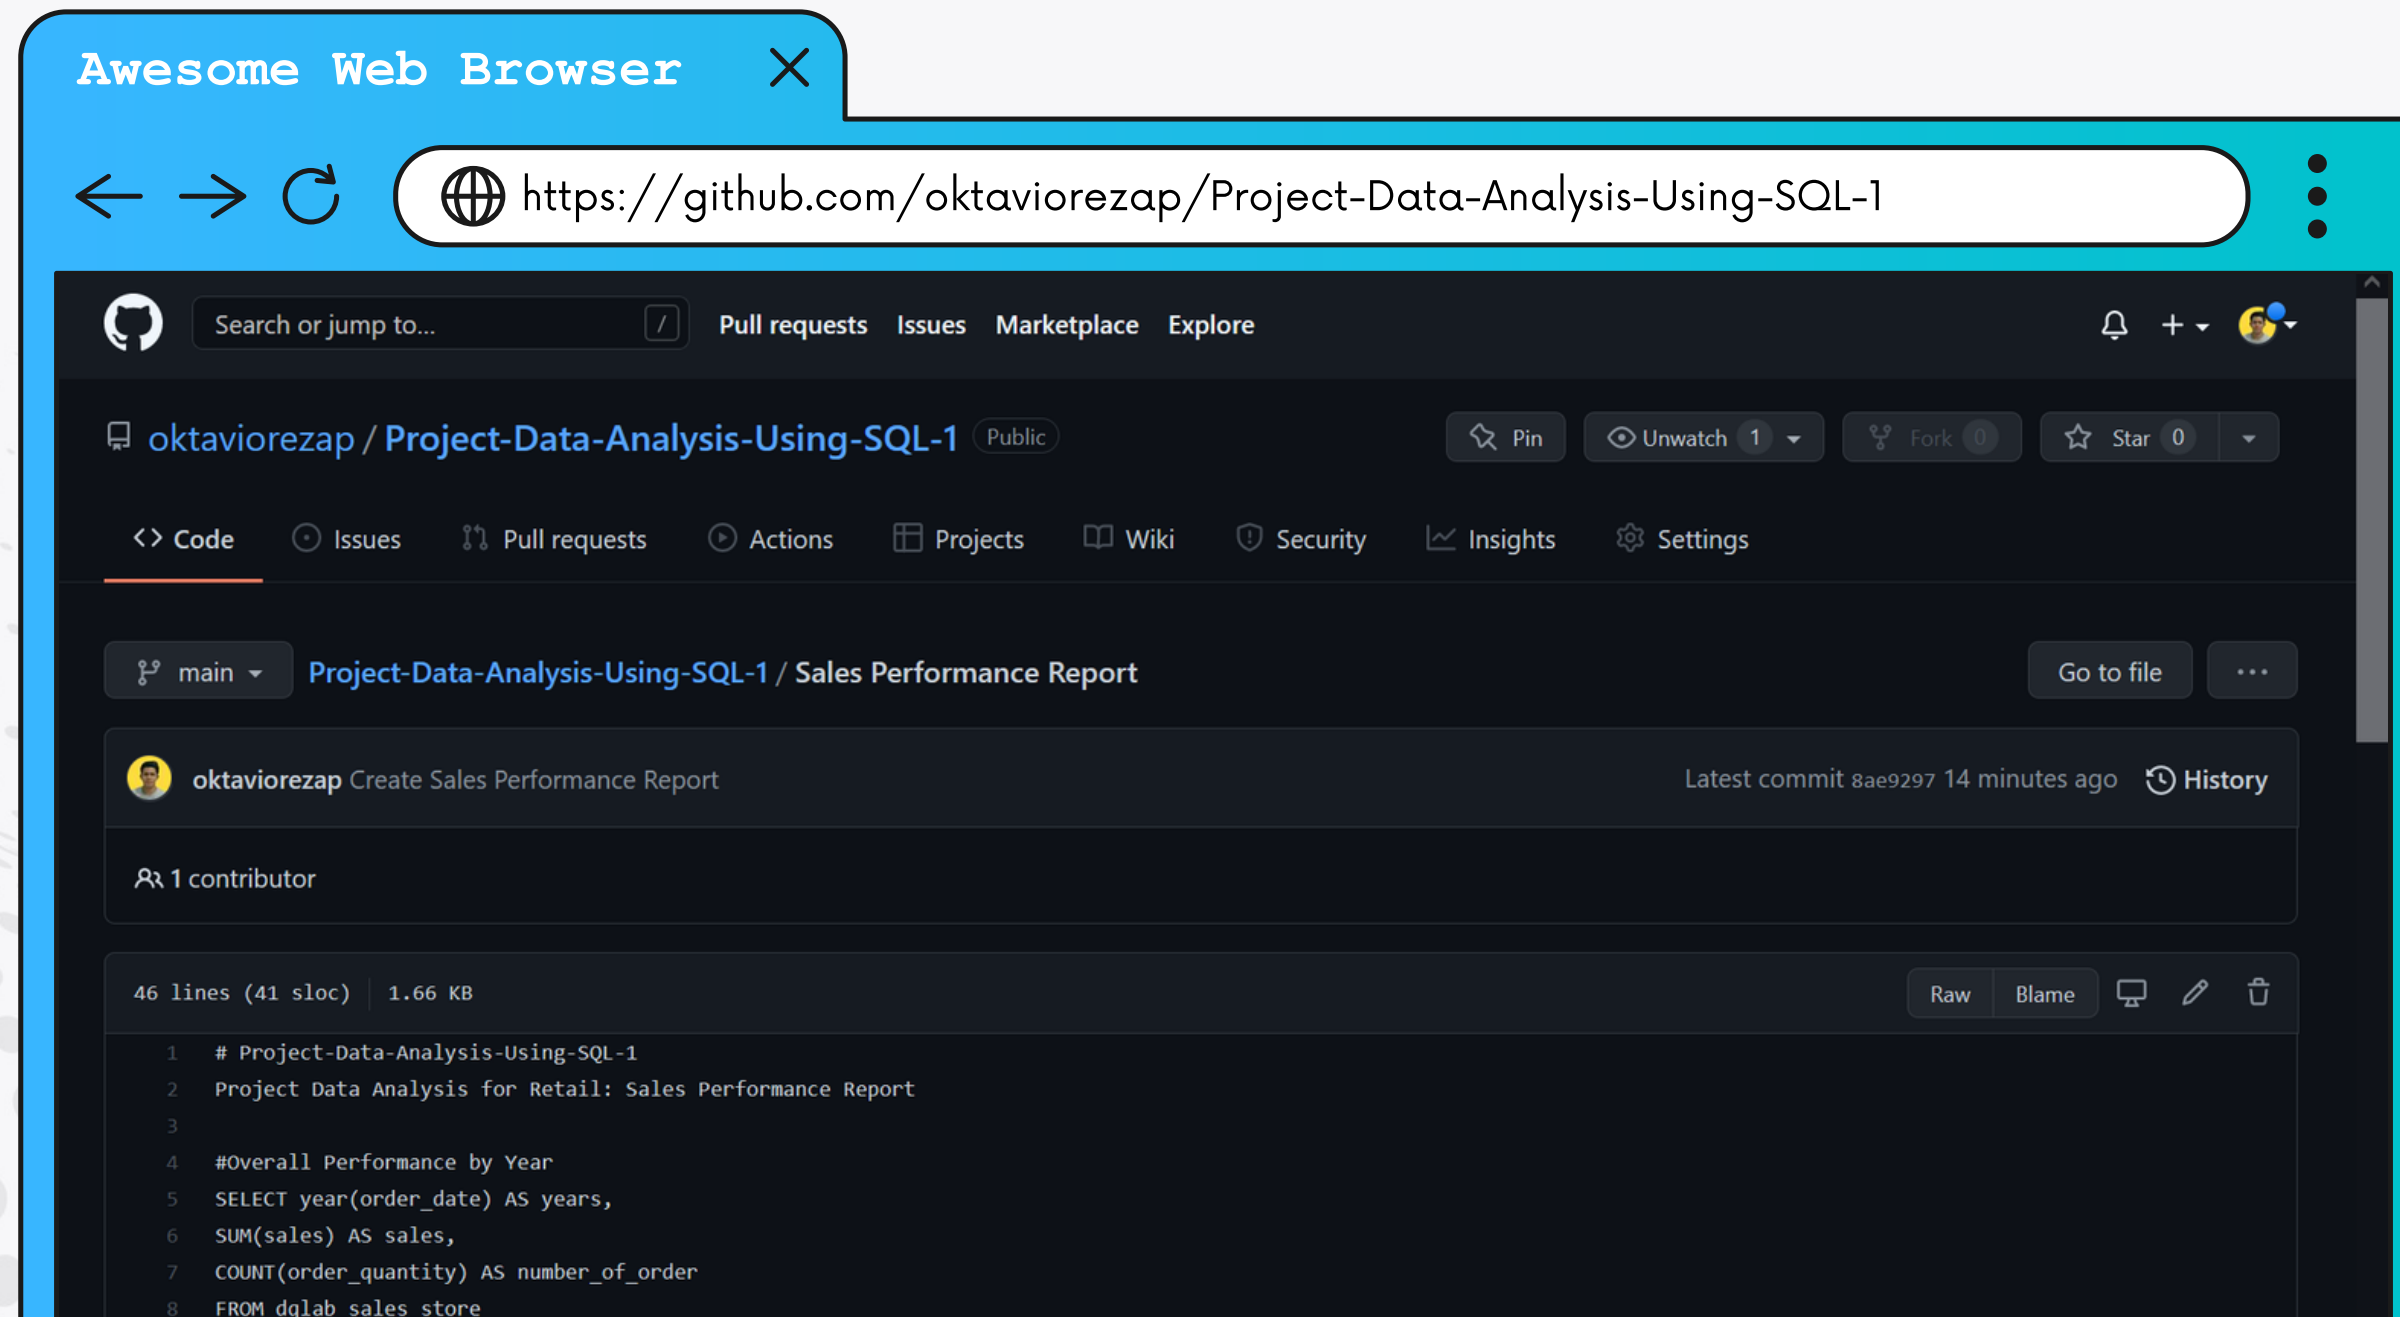 Awesome Web Browser
https://github.com/oktaviorezap/Project-Data-Analysis-Using-SQL-1
Search or jump to... / Pull requests Issues Marketplace Explore
oktaviorezap / Project-Data-Analysis-Using-SQL-1 Public Pin Unwatch 1 Fork 0 Star 0
Code Issues Pull requests Actions Projects Wiki Security Insights Settings
main Project-Data-Analysis-Using-SQL-1 / Sales Performance Report Go to file ...
oktaviorezap Create Sales Performance Report Latest commit 8ae9297 14 minutes ago History
1 contributor
46 lines (41 sloc) 1.66 KB Raw Blame
1 # Project-Data-Analysis-Using-SQL-1
2 Project Data Analysis for Retail: Sales Performance Report
3
4 #Overall Performance by Year
5 SELECT year(order_date) AS years,
6 SUM(sales) AS sales,
7 COUNT(order_quantity) AS number_of_order
8 FROM dqlab_sales_store